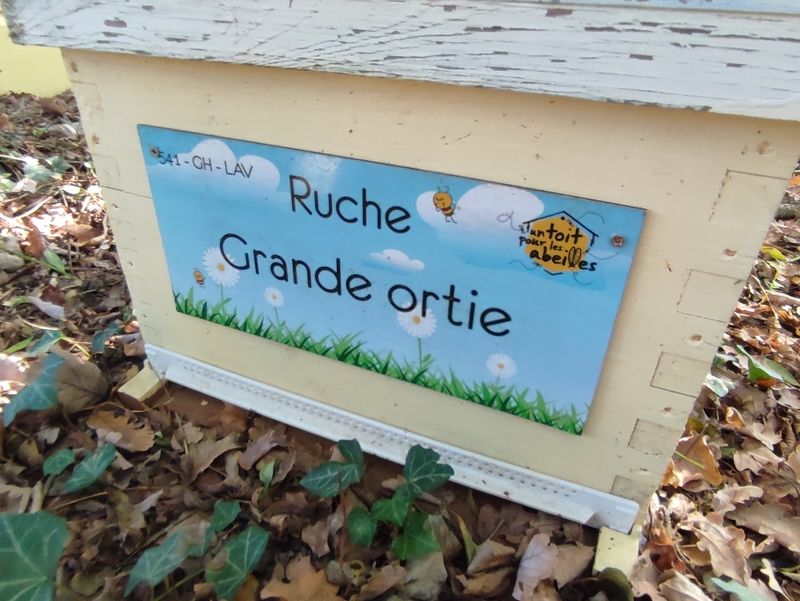 541 - GH - LAV
Ruche
Grande ortie
un toit
pour les
abeilles